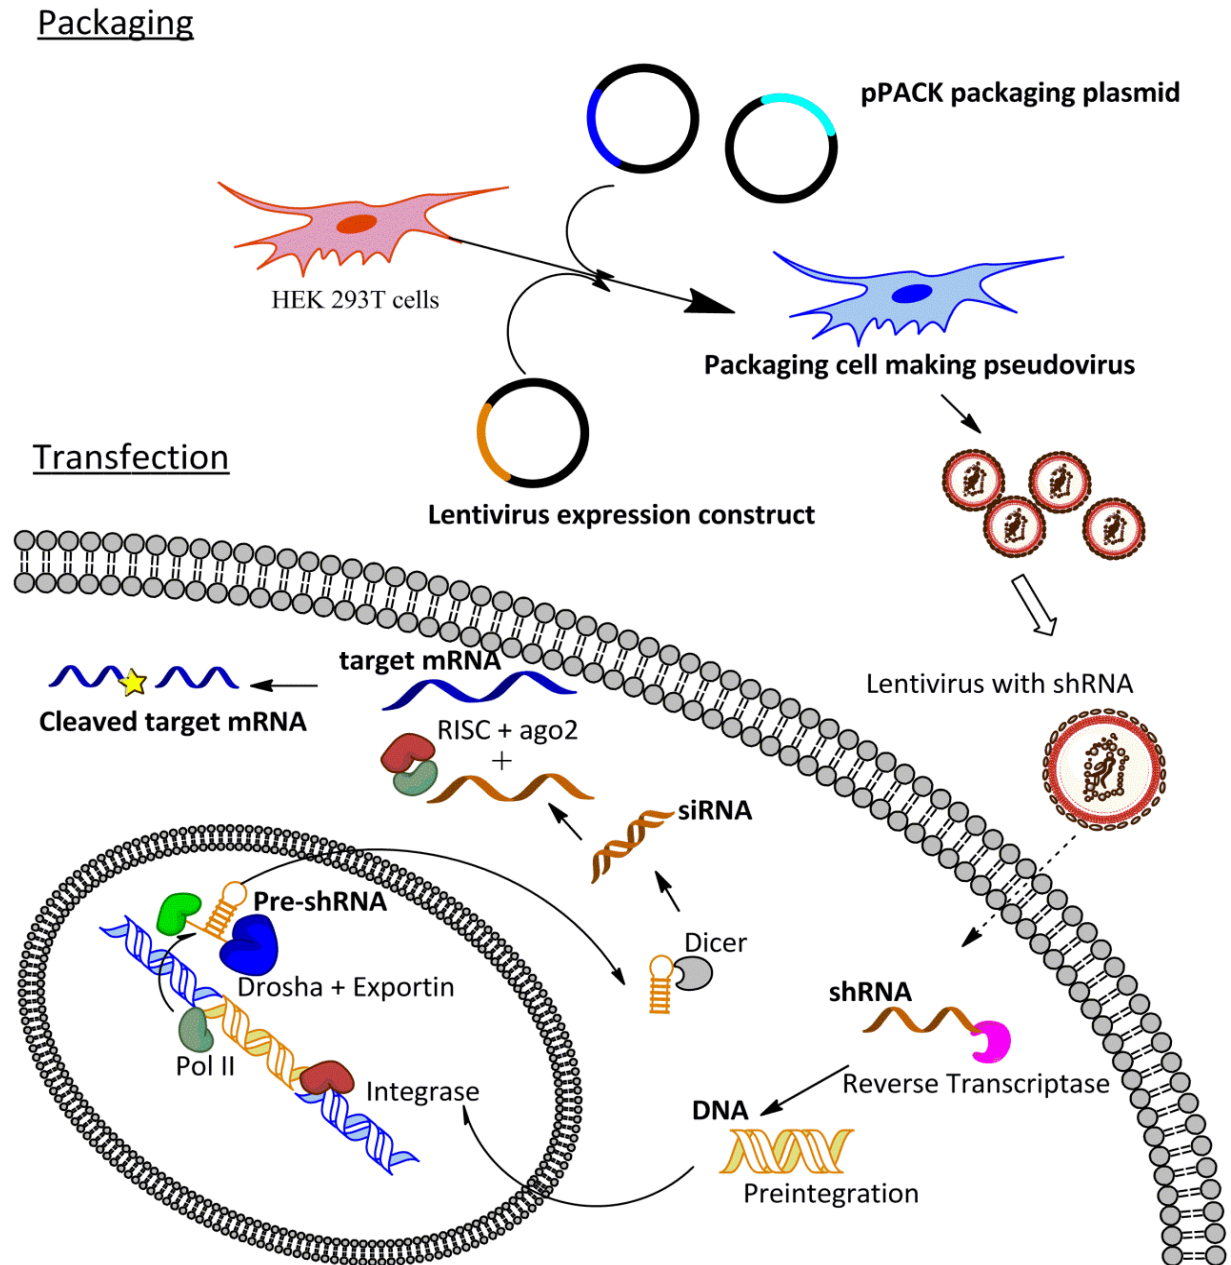 Packaging
pPACK packaging plasmid
HEK 293T cells
Packaging cell making pseudovirus
Transfection
Lentivirus expression construct
target mRNA
Cleaved target mRNA
RISC + ago2
+
Lentivirus with shRNA
siRNA
Pre-shRNA
Drosha + Exportin
Dicer
shRNA
Pol II
Integrase
Reverse Transcriptase
DNA
Preintegration